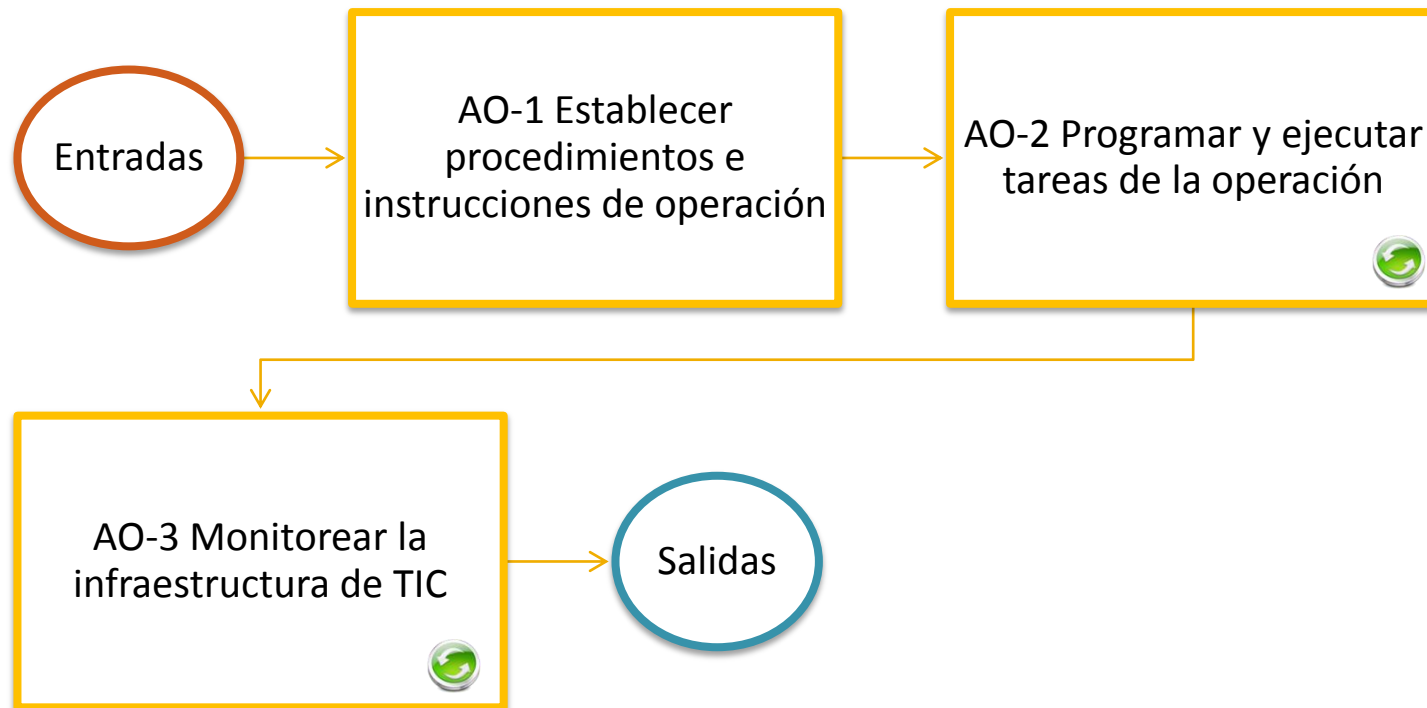 Entradas
AO-1 Establecer
procedimientos e
instrucciones de operación
AO-2 Programar y ejecutar
tareas de la operación
AO-3 Monitorear la
infraestructura de TIC
Salidas